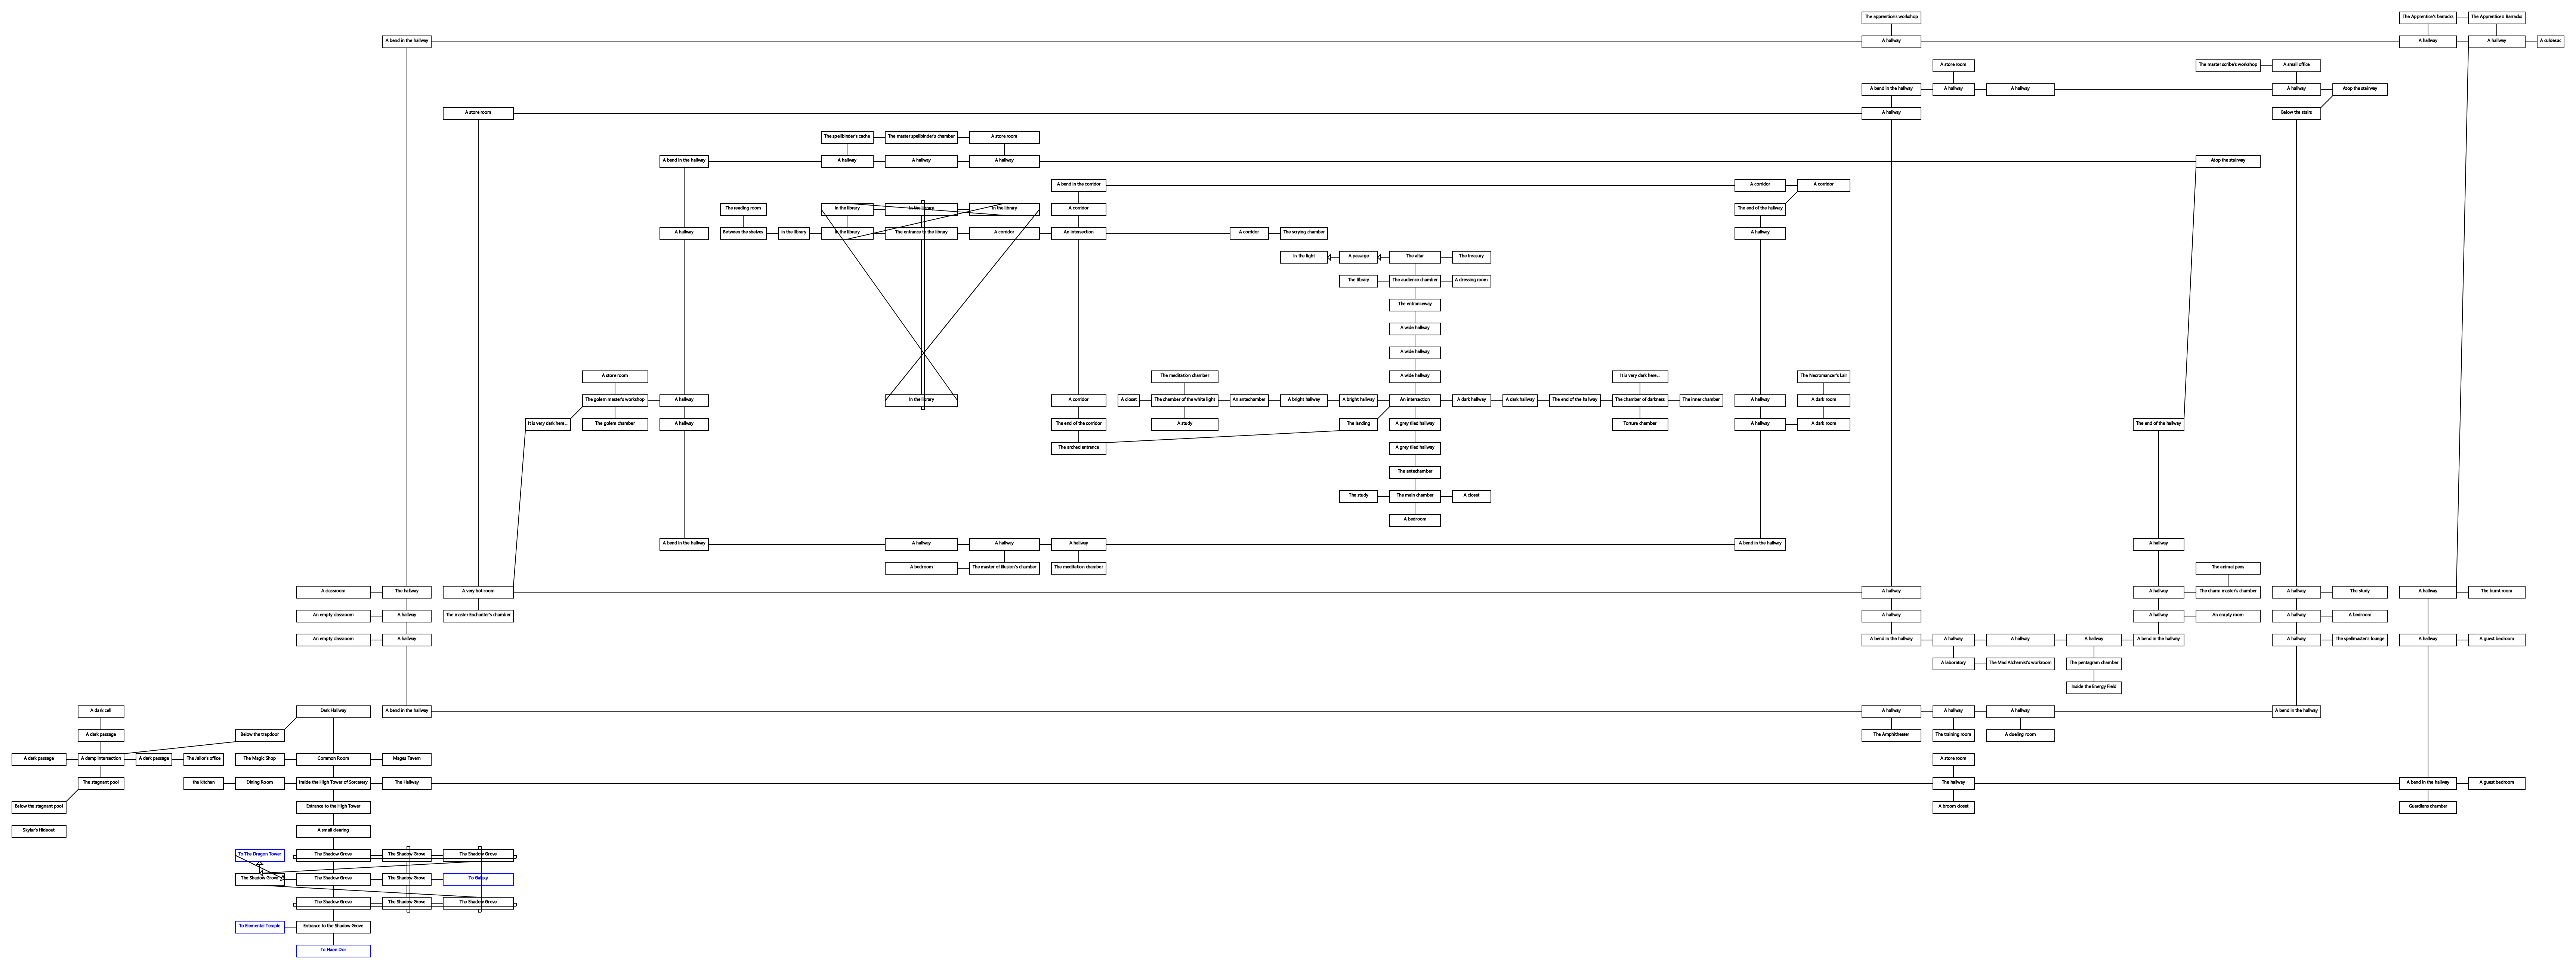 The apprentice's workshop
The Apprentice's barracks
The Apprentice's Barracks
A bend in the hallway
A hallway
A hallway
A hallway
A culdesac
A store room
The master scribe's workshop
A small office
A bend in the hallway
A hallway
A hallway
A hallway
Atop the stairway
A store room
A hallway
Below the stairs
The spellbinder's cache
The master spellbinder's chamber
A store room
A bend in the hallway
A hallway
A hallway
A hallway
Atop the stairway
A bend in the corridor
A corridor
A corridor
The reading room
In the library
In the library
In the library
A corridor
The end of the hallway
A hallway
Between the shelves
In the library
In the library
The entrance to the library
A corridor
An intersection
A corridor
The scrying chamber
A hallway
In the light
A passage
The alter
The treasury
The library
The audience chamber
A dressing room
The entranceway
A wide hallway
A wide hallway
A store room
The meditation chamber
A wide hallway
It is very dark here...
The Necromancer's Lair
The golem master's workshop
A hallway
In the library
A corridor
A closet
The chamber of the white light
An antechamber
A bright hallway
A bright hallway
An intersection
A dark hallway
A dark hallway
The end of the hallway
The chamber of darkness
The inner chamber
A hallway
A dark room
It is very dark here...
The golem chamber
A hallway
The end of the corridor
A study
The landing
A grey tiled hallway
Torture chamber
A hallway
A dark room
The end of the hallway
The arched entrance
A grey tiled hallway
The antechamber
The study
The main chamber
A closet
A bedroom
A bend in the hallway
A hallway
A hallway
A hallway
A bend in the hallway
A hallway
A bedroom
The master of illusion's chamber
The meditation chamber
The animal pens
A classroom
The hallway
A very hot room
A hallway
A hallway
The charm master's chamber
A hallway
The study
A hallway
The burnt room
An empty classroom
A hallway
The master Enchanter's chamber
A hallway
A hallway
An empty room
A hallway
A bedroom
An empty classroom
A hallway
A bend in the hallway
A hallway
A hallway
A hallway
A bend in the hallway
A hallway
The spellmaster's lounge
A hallway
A guest bedroom
A laboratory
The Mad Alchemist's workroom
The pentagram chamber
Inside the Energy Field
A dark cell
Dark Hallway
A bend in the hallway
A hallway
A hallway
A hallway
A bend in the hallway
A dark passage
Below the trapdoor
The Amphitheater
The training room
A dueling room
A dark passage
A damp intersection
A dark passage
The Jailor's office
The Magic Shop
Common Room
Mages Tavern
A store room
The stagnant pool
the kitchen
Dining Room
Inside the High Tower of Sorcery
The Hallway
The hallway
A bend in the hallway
A guest bedroom
Below the stagnant pool
Entrance to the High Tower
A broom closet
Guardians chamber
Skylar's Hideout
A small clearing
To The Dragon Tower
The Shadow Grove
The Shadow Grove
The Shadow Grove
The Shadow Grove
The Shadow Grove
The Shadow Grove
To Galaxy
The Shadow Grove
The Shadow Grove
The Shadow Grove
To Elemental Temple
Entrance to the Shadow Grove
To Haon Dor